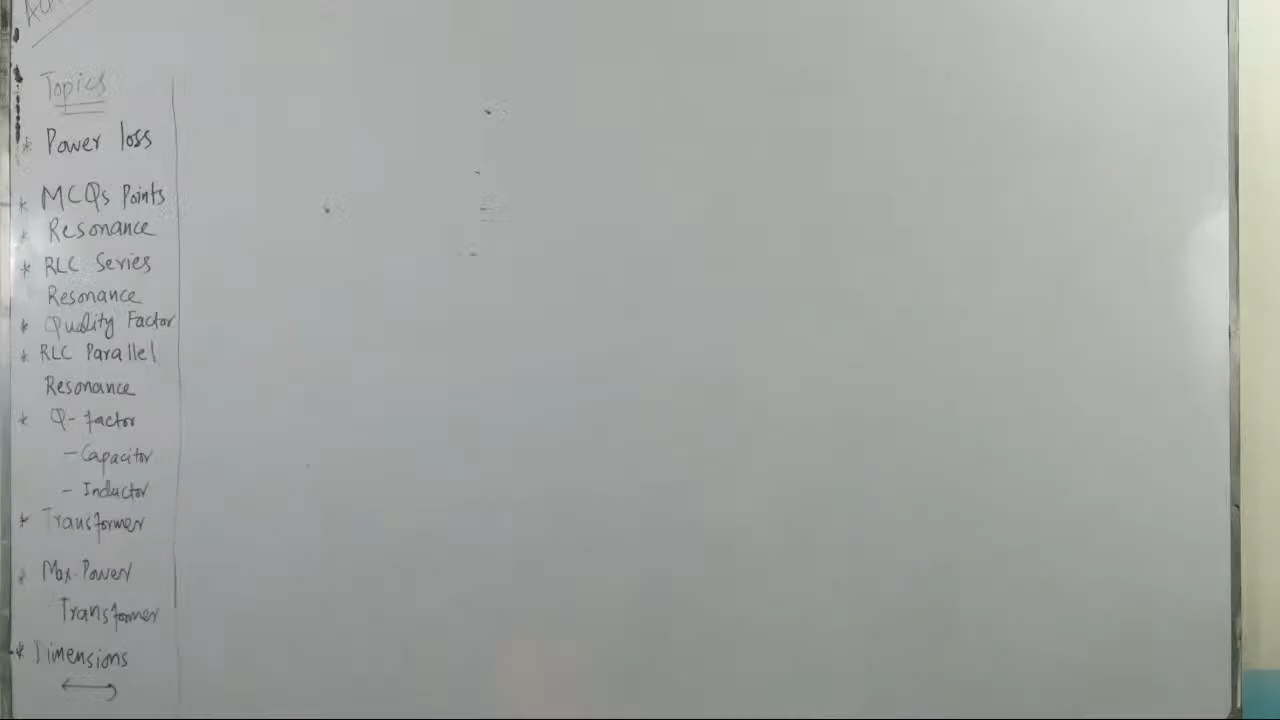 Topics
* Power loss
* MCQs Points
* Resonance
* RLC Series
Resonance
* Quality Factor
* RLC Parallel
Resonance
* Q- factor
- Capacitor
- Inductor
* Transformer
* Max. Power
Transformer
* Dimensions